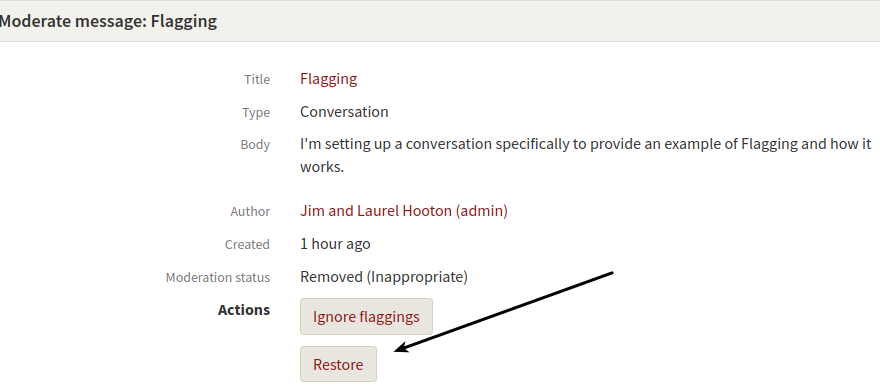 Moderate message: Flagging
Title Flagging
Type Conversation
Body I'm setting up a conversation specifically to provide an example of Flagging and how it
works.
Author Jim and Laurel Hooton (admin)
Created 1 hour ago
Moderation status Removed (Inappropriate)
Actions Ignore flaggings
Restore